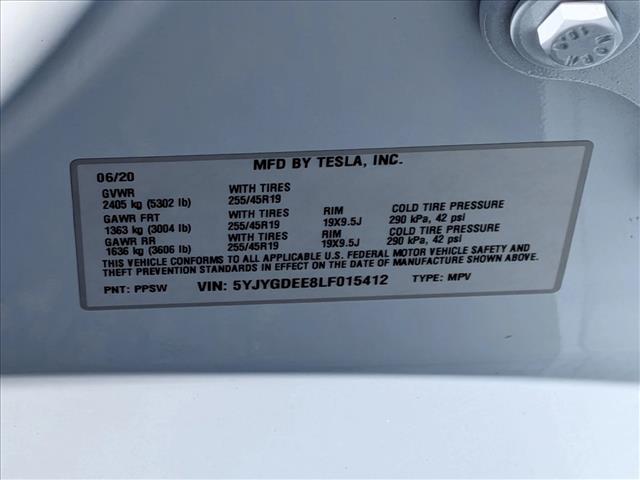 10.9
MFD BY TESLA, INC.
06/20
GVWR WITH TIRES
2405 kg (5302 lb) 255/45R19
GAWR FRT WITH TIRES RIM COLD TIRE PRESSURE
1363 kg (3004 lb) 255/45R19 19X9.5J 290 kPa, 42 psi
GAWR RR WITH TIRES RIM COLD TIRE PRESSURE
1636 kg (3606 lb) 255/45R19 19X9.5J 290 kPa, 42 psi
THIS VEHICLE CONFORMS TO ALL APPLICABLE U.S. FEDERAL MOTOR VEHICLE SAFETY AND
THEFT PREVENTION STANDARDS IN EFFECT ON THE DATE OF MANUFACTURE SHOWN ABOVE.
PNT: PPSW VIN: 5YJYGDEE8LF015412 TYPE: MPV